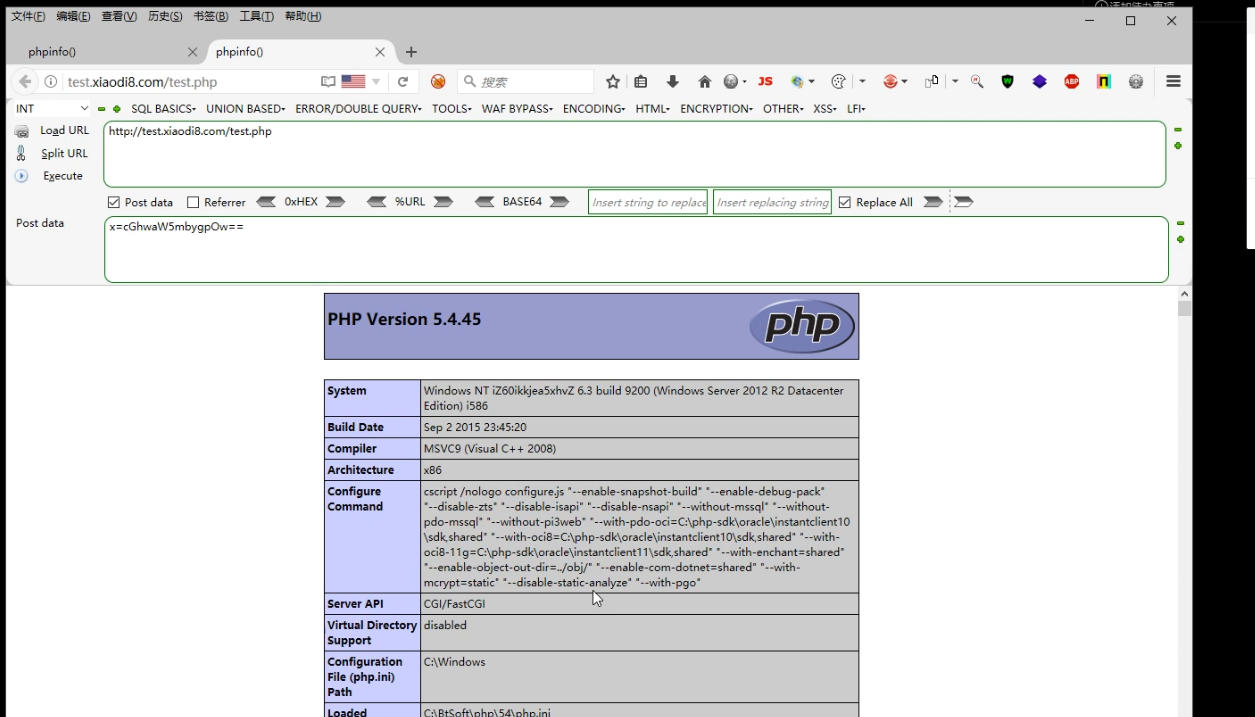 添加待办事项
文件(F) 编辑(E) 查看(V) 历史(S) 书签(B) 工具(T) 帮助(H)
phpinfo() phpinfo()
test.xiaodi8.com/test.php 搜索 JS ABP
INT SQL BASICS UNION BASED ERROR/DOUBLE QUERY TOOLS WAF BYPASS ENCODING HTML ENCRYPTION OTHER XSS LFI
Load URL http://test.xiaodi8.com/test.php
Split URL
Execute
Post data Referrer 0xHEX %URL BASE64 Insert string to replace Insert replacing string Replace All
Post data x=cGhwaW5mbygpOw==
PHP Version 5.4.45 php
System Windows NT iZ60ikkjea5xhvZ 6.3 build 9200 (Windows Server 2012 R2 Datacenter
Edition) i586
Build Date Sep 2 2015 23:45:20
Compiler MSVC9 (Visual C++ 2008)
Architecture x86
Configure cscript /nologo configure.js "--enable-snapshot-build" "--enable-debug-pack"
Command "--disable-zts" "--disable-isapi" "--disable-nsapi" "--without-mssql" "--without-
pdo-mssql" "--without-pi3web" "--with-pdo-oci=C:\php-sdk\oracle\instantclient10
\sdk,shared" "--with-oci8=C:\php-sdk\oracle\instantclient10\sdk,shared" "--with-
oci8-11g=C:\php-sdk\oracle\instantclient11\sdk,shared" "--with-enchant=shared"
"--enable-object-out-dir=../obj/" "--enable-com-dotnet=shared" "--with-
mcrypt=static" "--disable-static-analyze" "--with-pgo"
Server API CGI/FastCGI
Virtual Directory disabled
Support
Configuration C:\Windows
File (php.ini)
Path
Loaded C:\BtSoft\php\54\php.ini